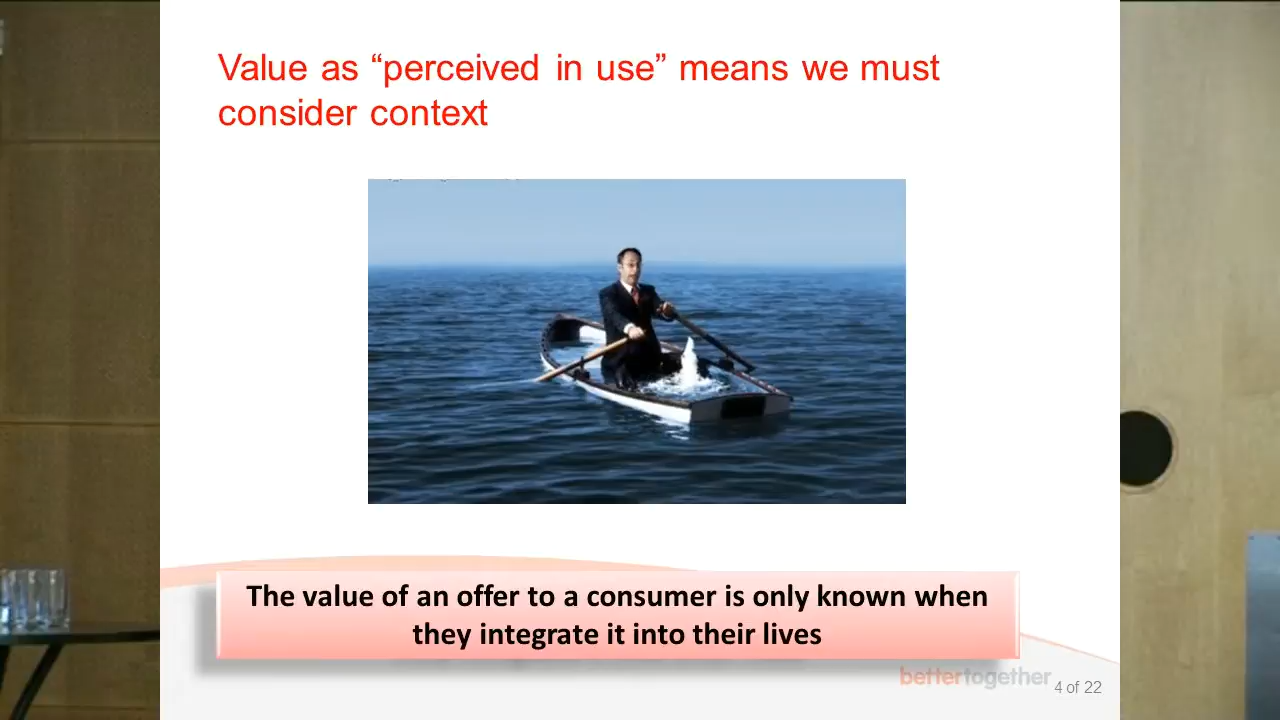 Value as “perceived in use” means we must
consider context
The value of an offer to a consumer is only known when
they integrate it into their lives
bettertogether
4 of 22